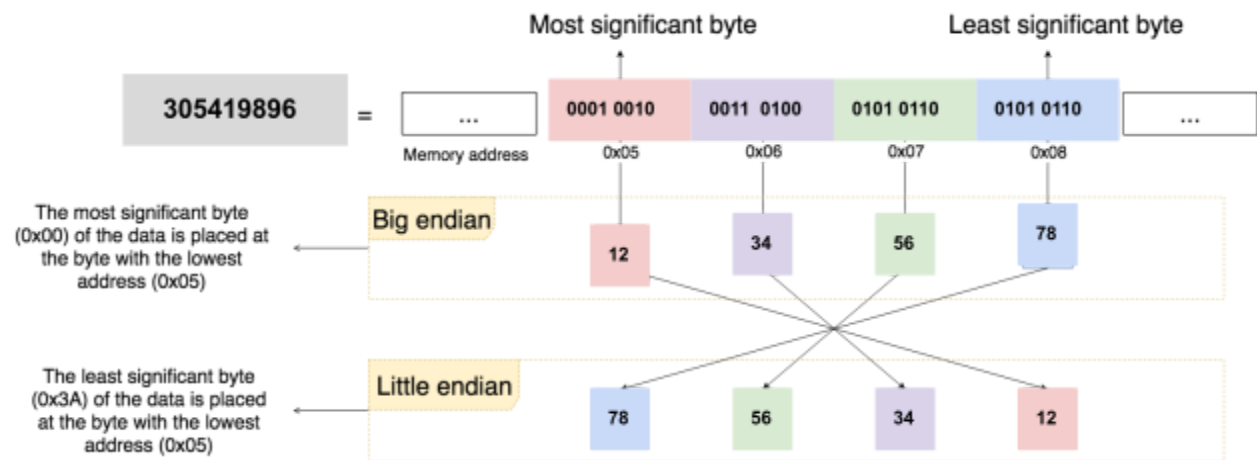 Most significant byte
Least significant byte
305419896
=
...
0001 0010
0011 0100
0101 0110
0101 0110
...
Memory address
0x05
0x06
0x07
0x08
The most significant byte
(0x00) of the data is placed at
the byte with the lowest
address (0x05)
Big endian
12
34
56
78
The least significant byte
(0x3A) of the data is placed
at the byte with the lowest
address (0x05)
Little endian
78
56
34
12